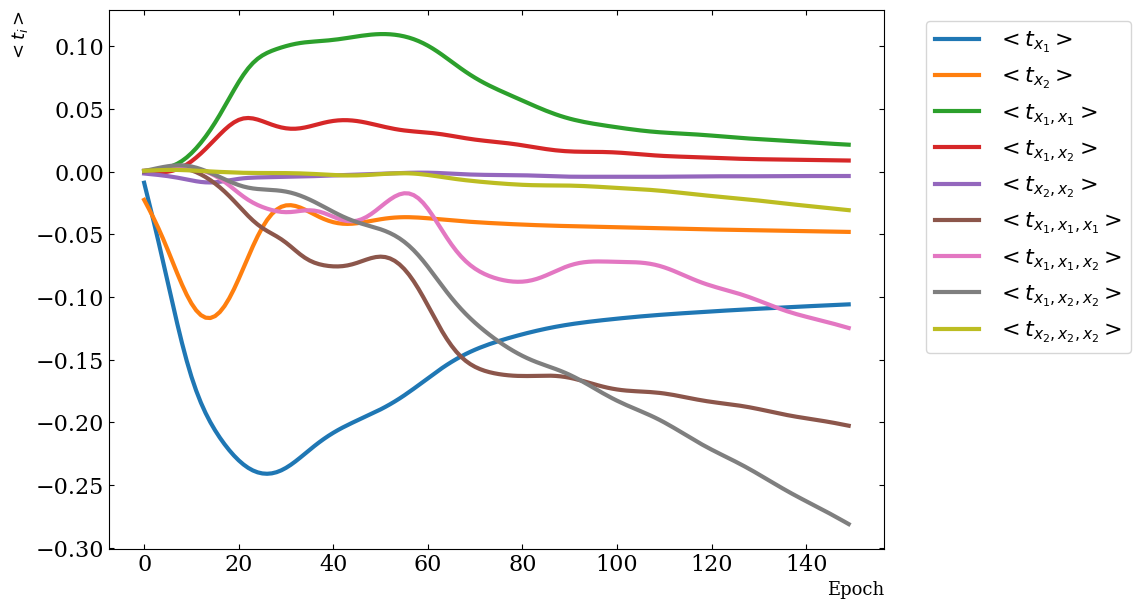 < t_i >
0.10
0.05
0.00
−0.05
−0.10
−0.15
−0.20
−0.25
−0.30
0 20 40 60 80 100 120 140
Epoch
< t_{x_1} >
< t_{x_2} >
< t_{x_1, x_1} >
< t_{x_1, x_2} >
< t_{x_2, x_2} >
< t_{x_1, x_1, x_1} >
< t_{x_1, x_1, x_2} >
< t_{x_1, x_2, x_2} >
< t_{x_2, x_2, x_2} >